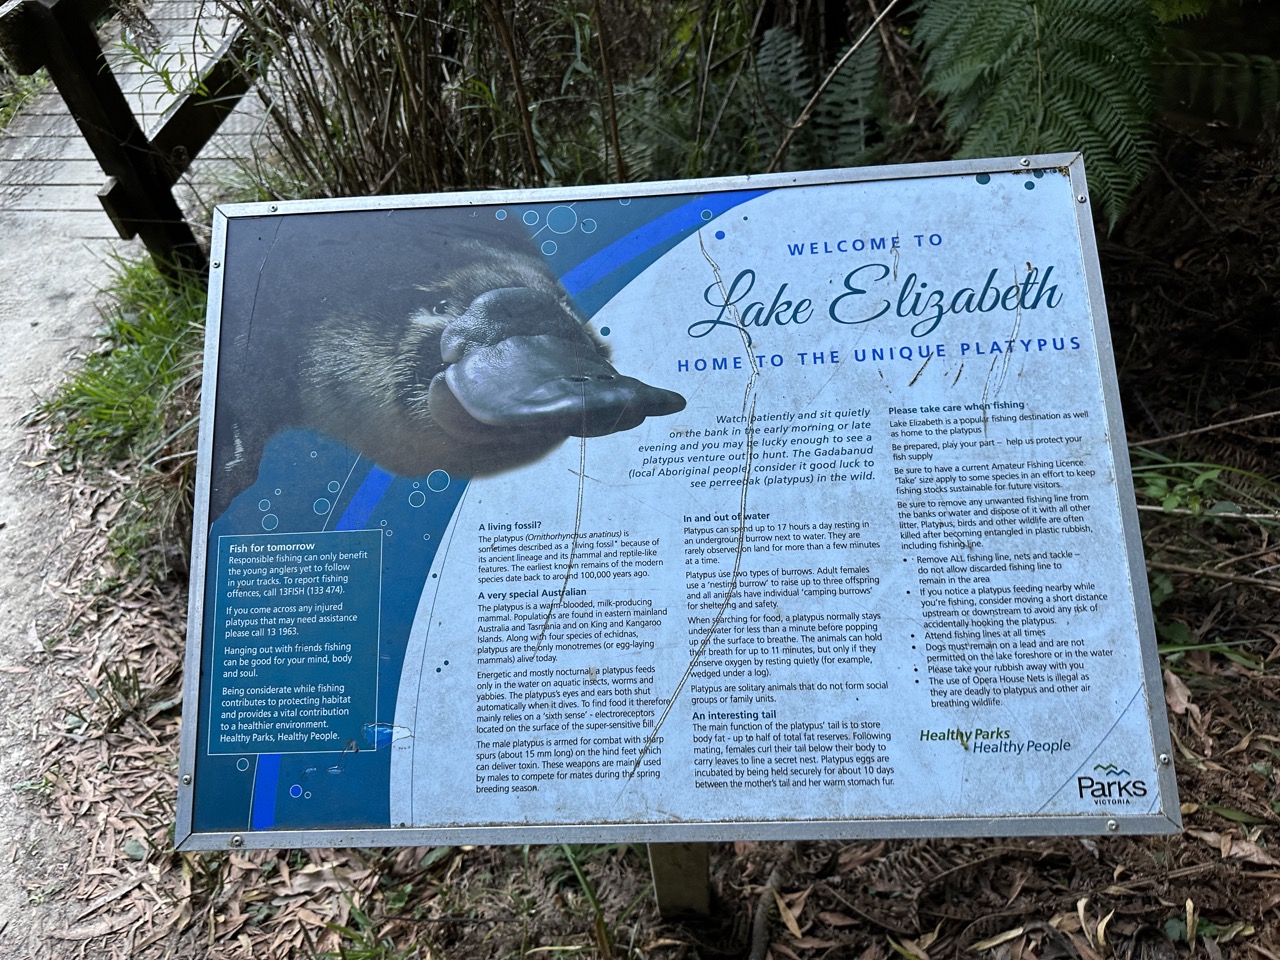 WELCOME TO
Lake Elizabeth
HOME TO THE UNIQUE PLATYPUS
Watch patiently and sit quietly
on the bank in the early morning or late
evening and you may be lucky enough to see a
platypus venture out to hunt. The Gadabanud
(local Aboriginal people) consider it good luck to
see perreebak (platypus) in the wild.
Fish for tomorrow
Responsible fishing can only benefit
the young anglers yet to follow
in your tracks. To report fishing
offences, call 13FISH (133 474).
If you come across any injured
platypus that may need assistance
please call 13 1963.
Hanging out with friends fishing
can be good for your mind, body
and soul.
Being considerate while fishing
contributes to protecting habitat
and provides a vital contribution
to a healthier environment.
Healthy Parks, Healthy People.
A living fossil?
The platypus (Ornithorhyncus anatinus) is
sometimes described as a "living fossil" because of
its ancient lineage and its mammal and reptile-like
features. The earliest known remains of the modern
species date back to around 100,000 years ago.
A very special Australian
The platypus is a warm-blooded, milk-producing
mammal. Populations are found in eastern mainland
Australia and Tasmania and on King and Kangaroo
Islands. Along with four species of echidnas,
platypus are the only monotremes (or egg-laying
mammals) alive today.
Energetic and mostly nocturnal, a platypus feeds
only in the water on aquatic insects, worms and
yabbies. The platypus's eyes and ears both shut
automatically when it dives. To find food it therefore
mainly relies on a 'sixth sense' - electroreceptors
located on the surface of the super-sensitive bill.
The male platypus is armed for combat with sharp
spurs (about 15 mm long) on the hind feet which
can deliver toxin. These weapons are mainly used
by males to compete for mates during the spring
breeding season.
In and out of water
Platypus can spend up to 17 hours a day resting in
an underground burrow next to water. They are
rarely observed on land for more than a few minutes
at a time.
Platypus use two types of burrows. Adult females
use a 'nesting burrow' to raise up to three offspring
and all animals have individual 'camping burrows'
for sheltering and safety.
When searching for food, a platypus normally stays
underwater for less than a minute before popping
up on the surface to breathe. The animals can hold
their breath for up to 11 minutes, but only if they
conserve oxygen by resting quietly (for example,
wedged under a log).
Platypus are solitary animals that do not form social
groups or family units.
An interesting tail
The main function of the platypus' tail is to store
body fat - up to half of total fat reserves. Following
mating, females curl their tail below their body to
carry leaves to line a secret nest. Platypus eggs are
incubated by being held securely for about 10 days
between the mother's tail and her warm stomach fur.
Please take care when fishing
Lake Elizabeth is a popular fishing destination as well
as home to the platypus
Be prepared, play your part – help us protect your
fish supply
Be sure to have a current Amateur Fishing Licence.
'Take' size apply to some species in an effort to keep
fishing stocks sustainable for future visitors.
Be sure to remove any unwanted fishing line from
the banks or water and dispose of it with all other
litter. Platypus, birds and other wildlife are often
killed after becoming entangled in plastic rubbish,
including fishing line.
• Remove ALL fishing line, nets and tackle –
do not allow discarded fishing line to
remain in the area
• If you notice a platypus feeding nearby while
you're fishing, consider moving a short distance
upstream or downstream to avoid any risk of
accidentally hooking the platypus.
• Attend fishing lines at all times
• Dogs must remain on a lead and are not
permitted on the lake foreshore or in the water
• Please take your rubbish away with you
• The use of Opera House Nets is illegal as
they are deadly to platypus and other air
breathing wildlife.
Healthy Parks
Healthy People
Parks
VICTORIA